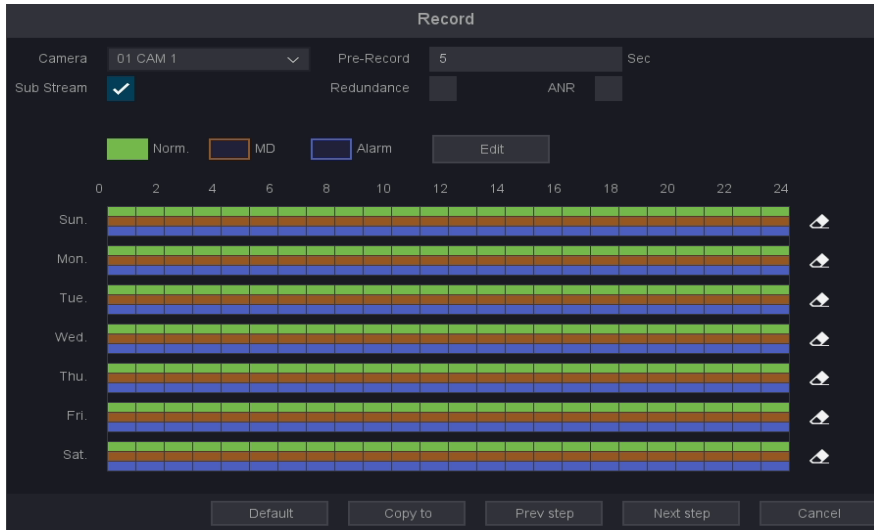 Record
Camera 01 CAM 1 Pre-Record 5 Sec
Sub Stream Redundance ANR
Norm. MD Alarm Edit
0 2 4 6 8 10 12 14 16 18 20 22 24
Sun.
Mon.
Tue.
Wed.
Thu.
Fri.
Sat.
Default Copy to Prev step Next step Cancel